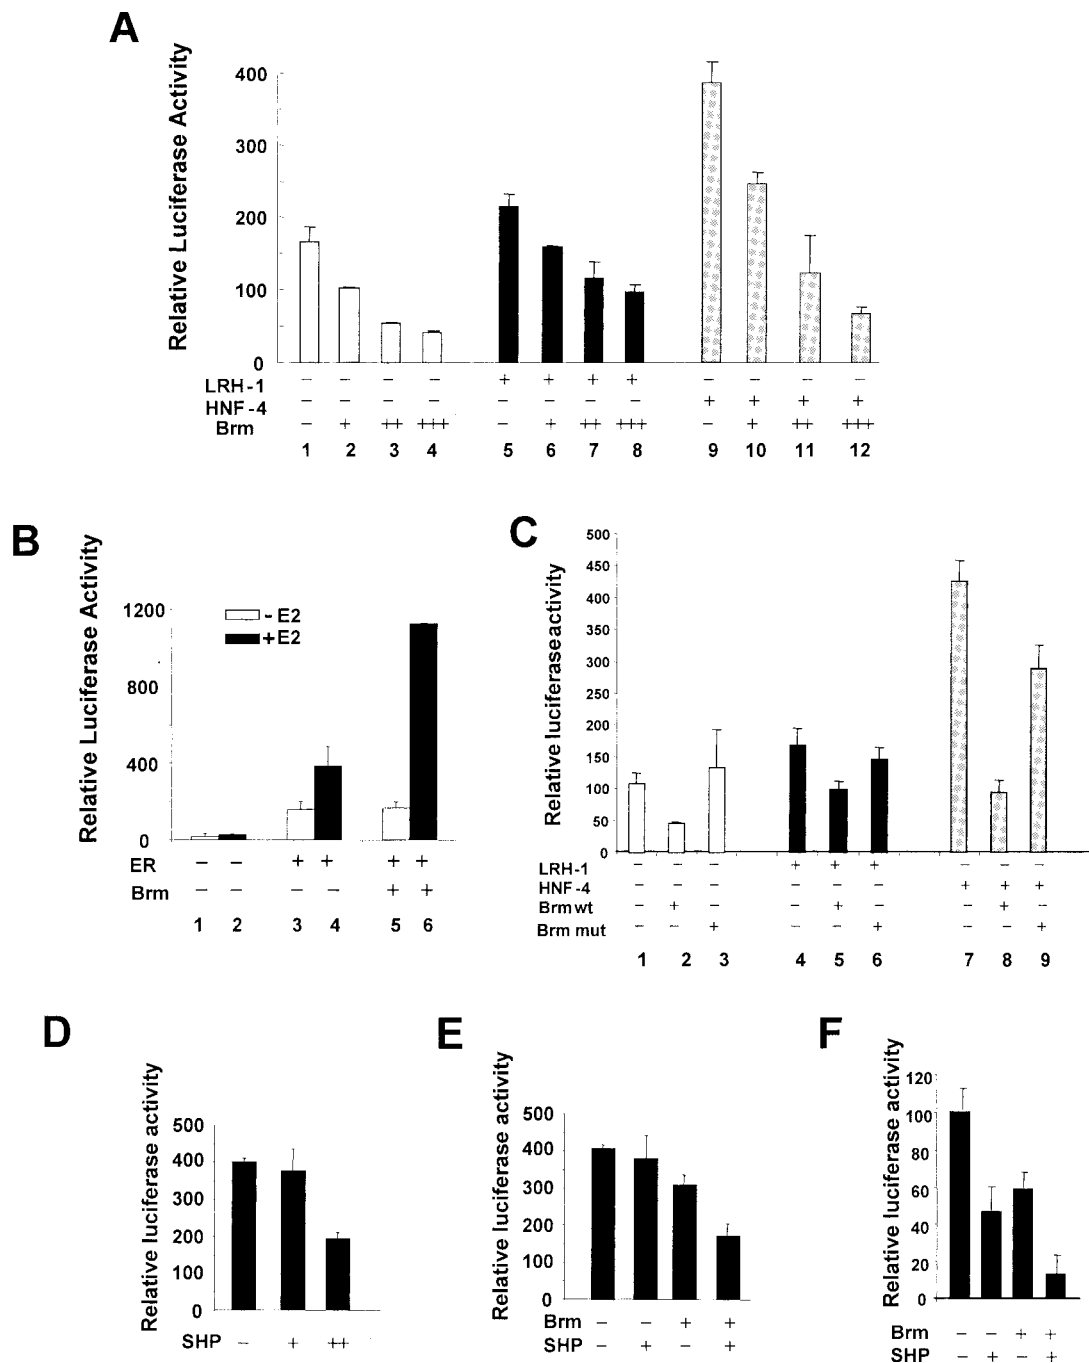 A
Relative Luciferase Activity
400
300
200
100
0
LRH-1 − − − − + + + + − − − −
HNF-4 − − − − − − − − + + + +
Brm − + ++ +++ − + ++ +++ − + ++ +++
1 2 3 4 5 6 7 8 9 10 11 12
B
Relative Luciferase Activity
1200
800
400
0
- E2
+E2
ER − − + + + +
Brm − − − − + +
1 2 3 4 5 6
C
Relative luciferaseactivity
500
450
400
350
300
250
200
150
100
50
0
LRH-1 − − − + + + − − −
HNF-4 − − − − − − + + +
Brm wt − + − − + − − + −
Brm mut − − + − − + − − +
1 2 3 4 5 6 7 8 9
D
Relative luciferase activity
500
400
300
200
100
0
SHP − + ++
E
Relative luciferase activity
500
400
300
200
100
0
Brm − − + +
SHP − + − +
F
Relative luciferase activity
120
100
80
60
40
20
0
Brm − − + +
SHP − + − +